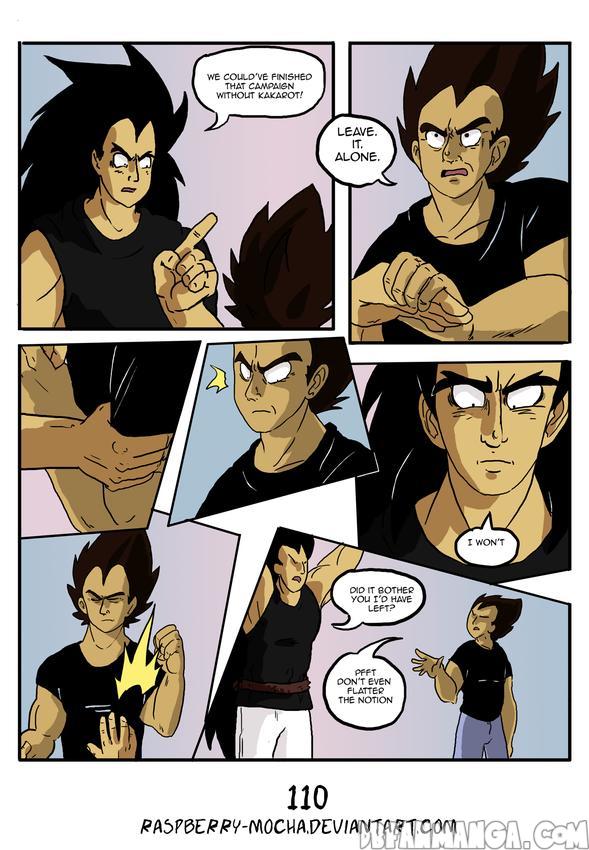 WE COULD'VE FINISHED
THAT CAMPAIGN
WITHOUT KAKAROT!
LEAVE.
IT.
ALONE.
I WON'T
DID IT BOTHER
YOU I'D HAVE
LEFT?
PFFT
DON'T EVEN
FLATTER
THE NOTION
110
RASPBERRY-MOCHA.DEVIANTART.COM
DBFANMANGA.COM